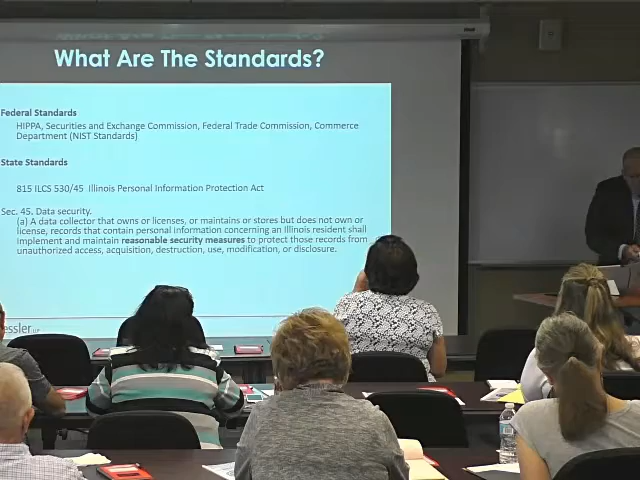 What Are The Standards?
Federal Standards
HIPPA, Securities and Exchange Commission, Federal Trade Commission, Commerce
Department (NIST Standards)
State Standards
815 ILCS 530/45 Illinois Personal Information Protection Act
Sec. 45. Data security.
(a) A data collector that owns or licenses, or maintains or stores but does not own or
license, records that contain personal information concerning an Illinois resident shall
implement and maintain reasonable security measures to protect those records from
unauthorized access, acquisition, destruction, use, modification, or disclosure.
essler LLP